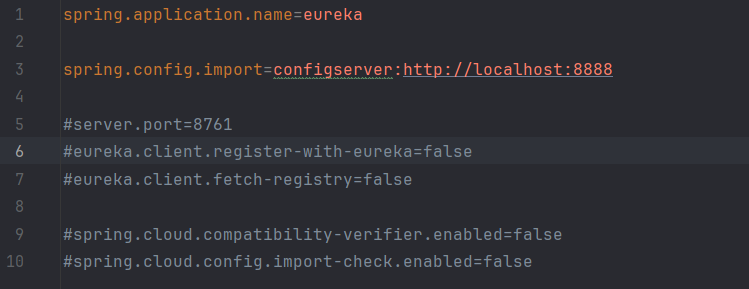 1 spring.application.name=eureka
2
3 spring.config.import=configserver:http://localhost:8888
4
5 #server.port=8761
6 #eureka.client.register-with-eureka=false
7 #eureka.client.fetch-registry=false
8
9 #spring.cloud.compatibility-verifier.enabled=false
10 #spring.cloud.config.import-check.enabled=false